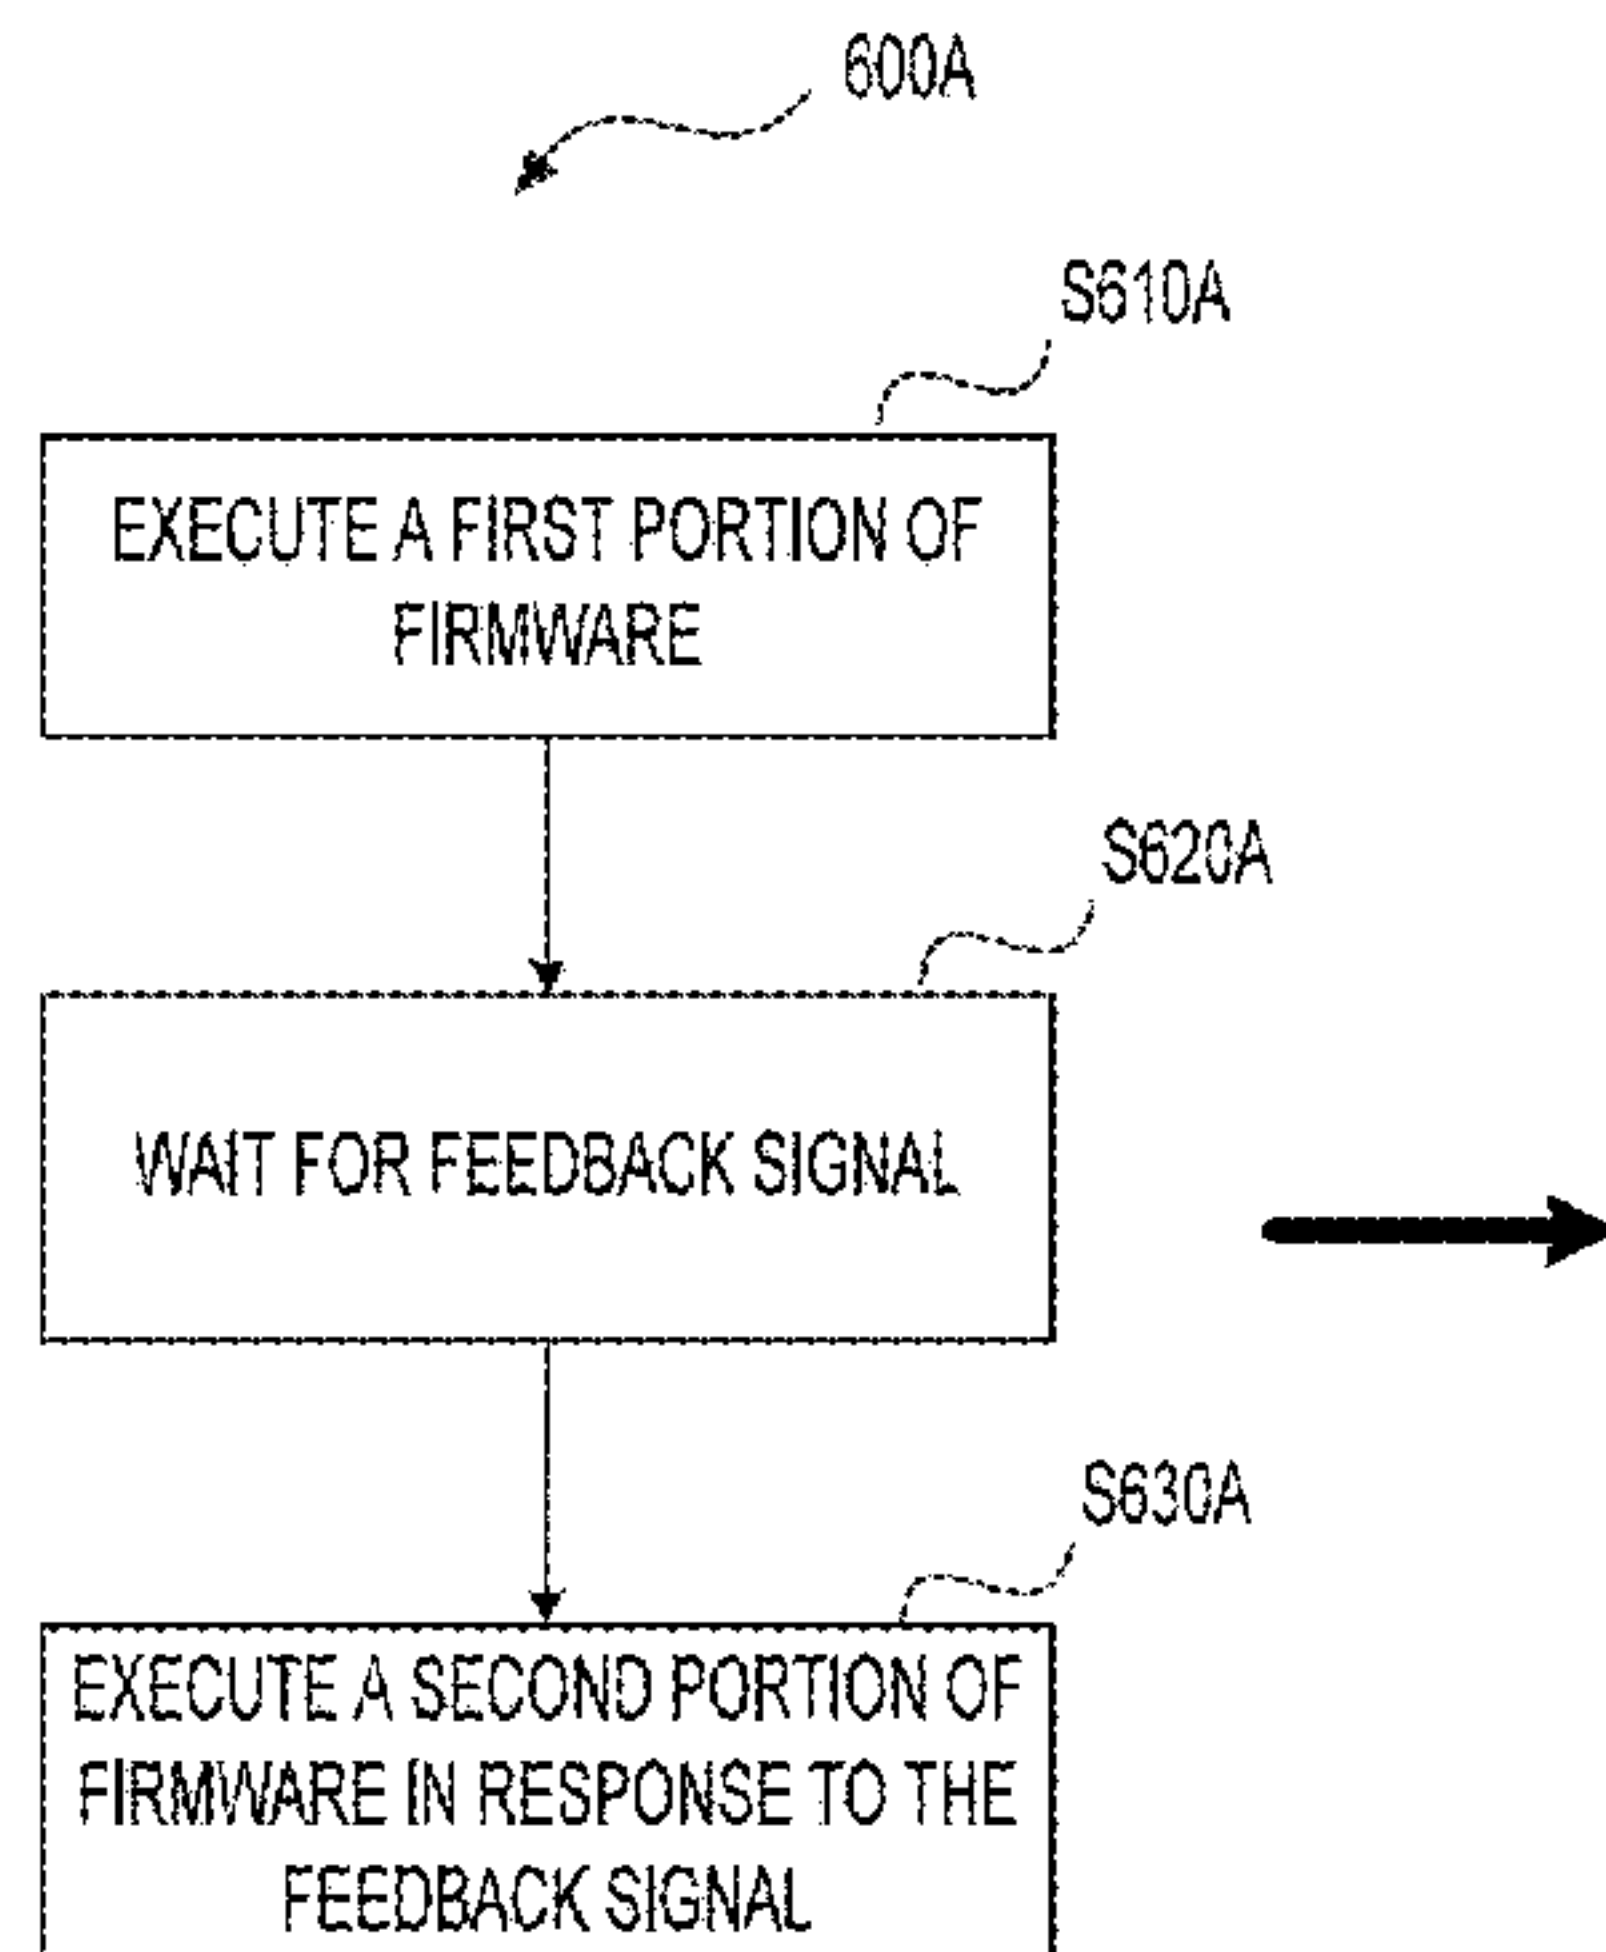 600A
S610A
EXECUTE A FIRST PORTION OF
FIRMWARE
S620A
WAIT FOR FEEDBACK SIGNAL
S630A
EXECUTE A SECOND PORTION OF
FIRMWARE IN RESPONSE TO THE
FEEDBACK SIGNAL